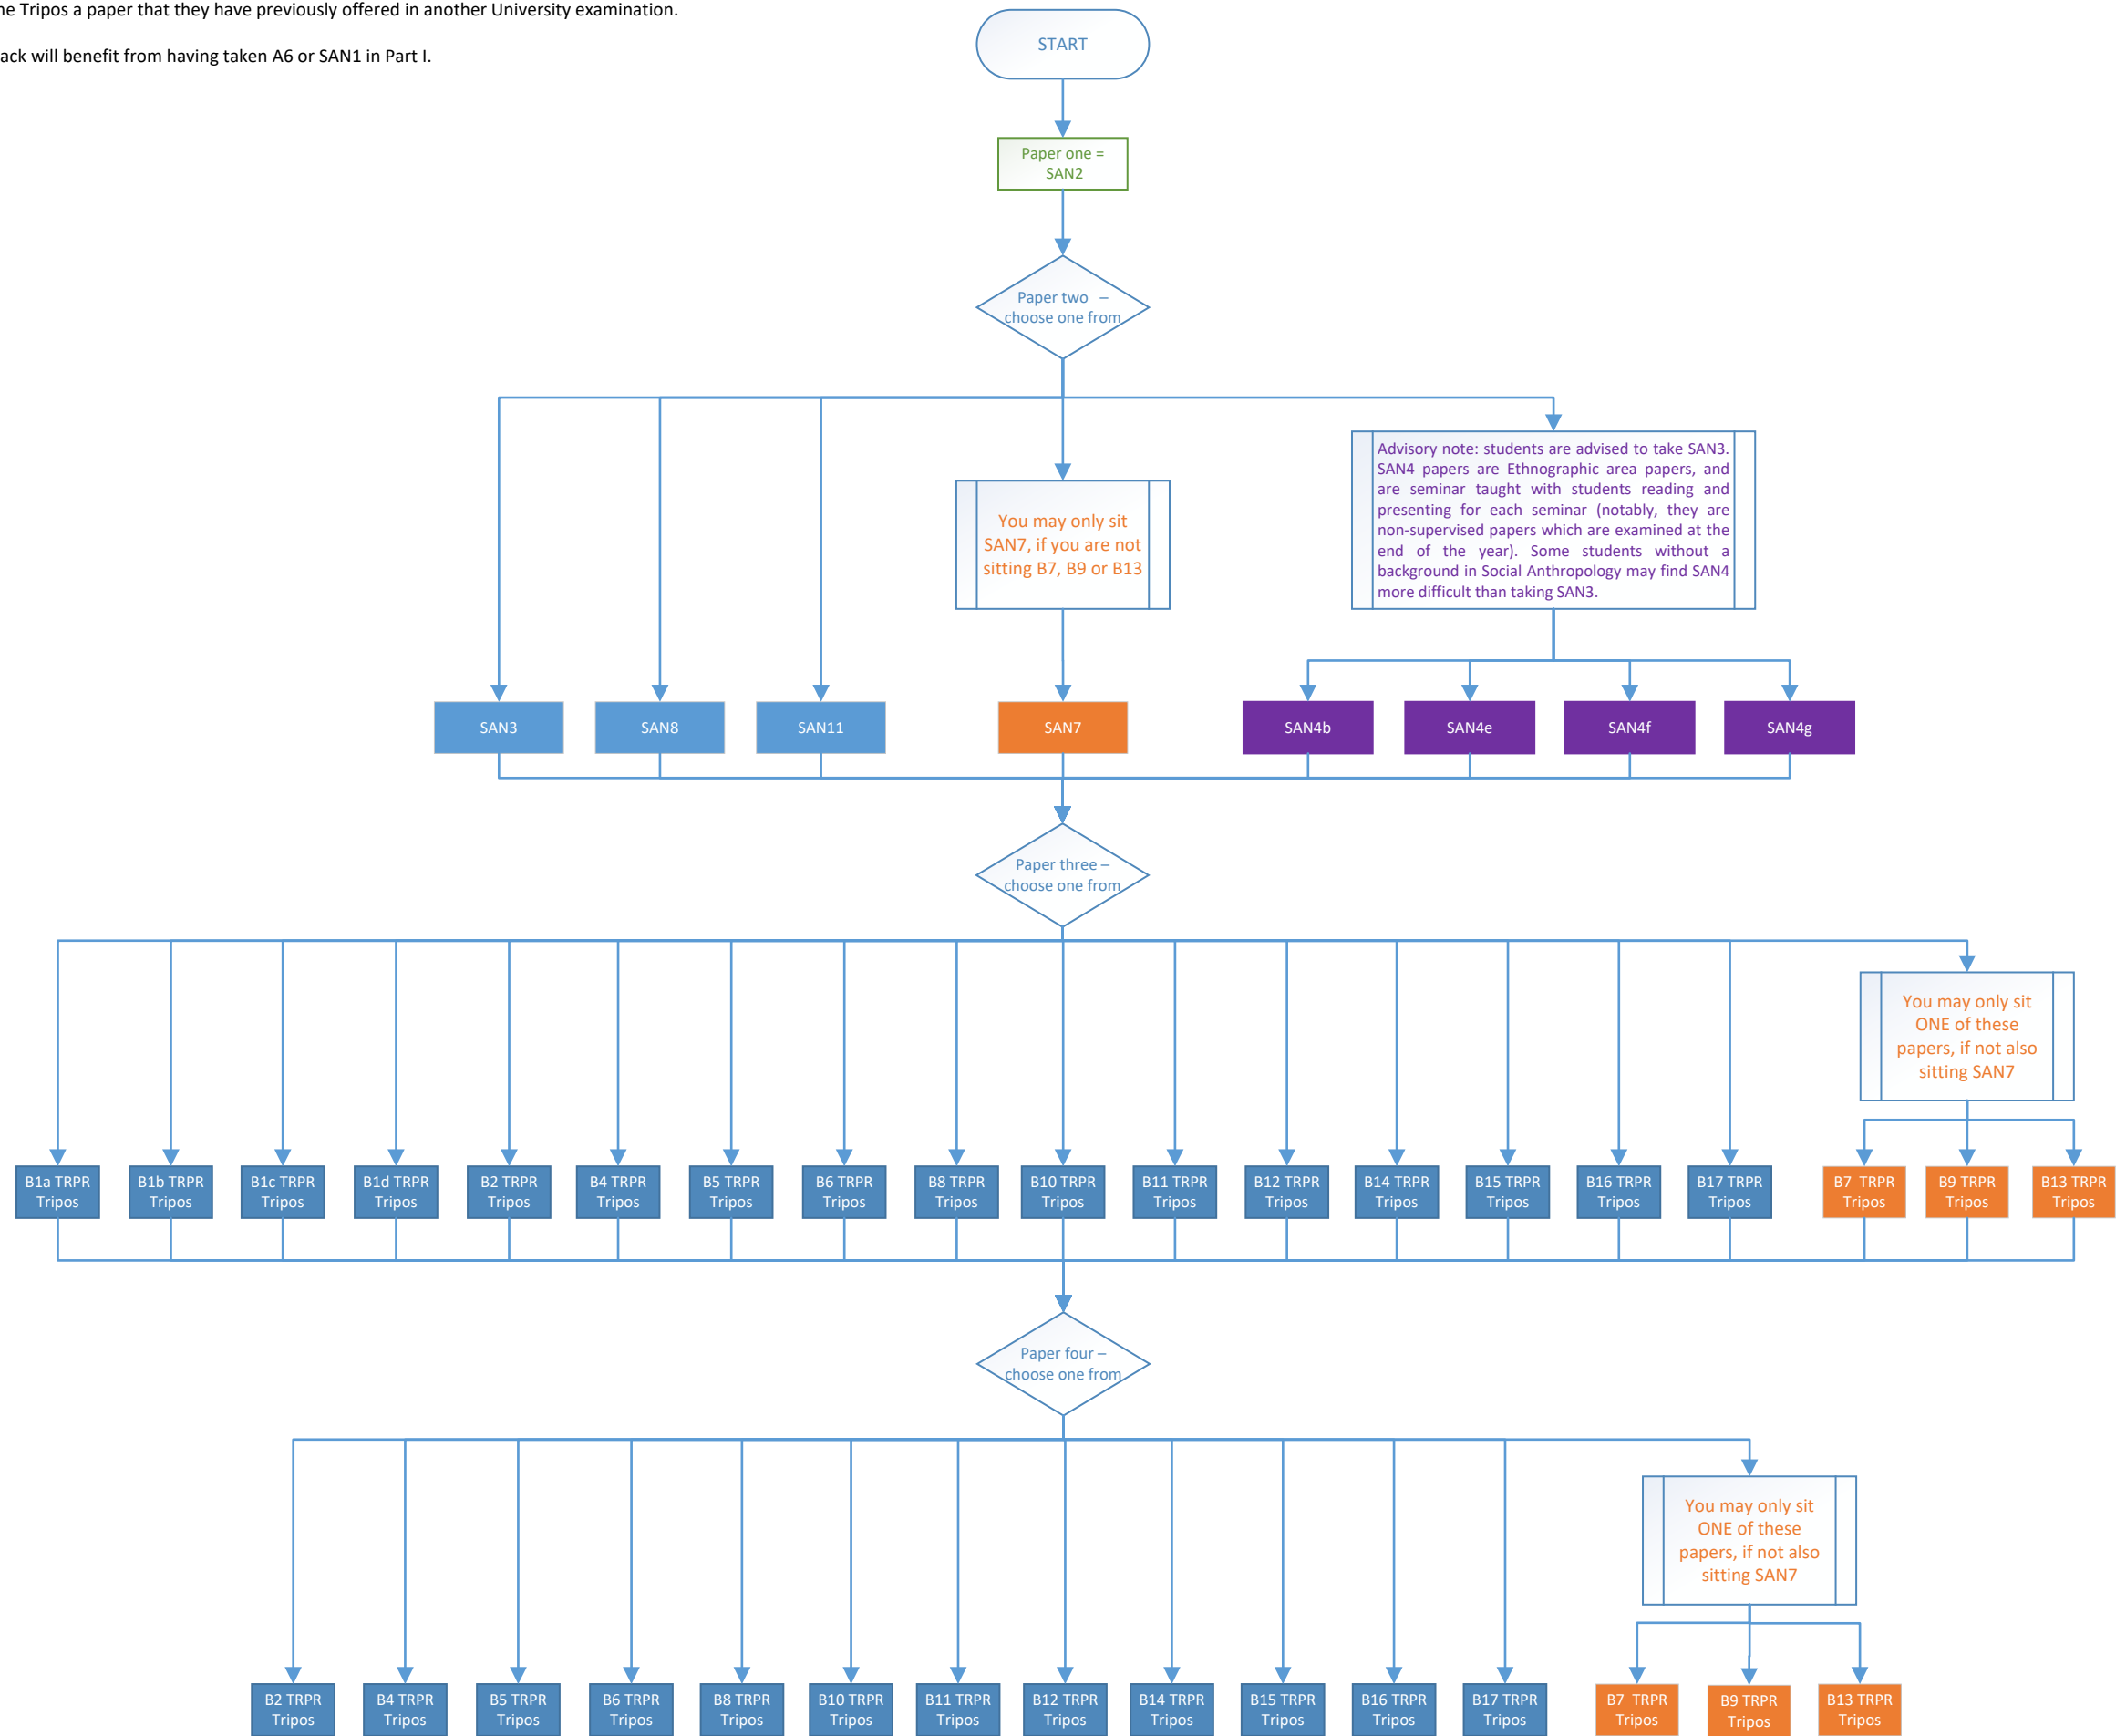 he Tripos a paper that they have previously offered in another University examination.
ack will benefit from having taken A6 or SAN1 in Part I.
START
Paper one =
SAN2
Paper two –
choose one from
Advisory note: students are advised to take SAN3.
SAN4 papers are Ethnographic area papers, and
are seminar taught with students reading and
presenting for each seminar (notably, they are
non-supervised papers which are examined at the
end of the year). Some students without a
background in Social Anthropology may find SAN4
more difficult than taking SAN3.
You may only sit
SAN7, if you are not
sitting B7, B9 or B13
SAN3
SAN8
SAN11
SAN7
SAN4b
SAN4e
SAN4f
SAN4g
Paper three –
choose one from
You may only sit
ONE of these
papers, if not also
sitting SAN7
B1a TRPR
Tripos
B1b TRPR
Tripos
B1c TRPR
Tripos
B1d TRPR
Tripos
B2 TRPR
Tripos
B4 TRPR
Tripos
B5 TRPR
Tripos
B6 TRPR
Tripos
B8 TRPR
Tripos
B10 TRPR
Tripos
B11 TRPR
Tripos
B12 TRPR
Tripos
B14 TRPR
Tripos
B15 TRPR
Tripos
B16 TRPR
Tripos
B17 TRPR
Tripos
B7 TRPR
Tripos
B9 TRPR
Tripos
B13 TRPR
Tripos
Paper four –
choose one from
You may only sit
ONE of these
papers, if not also
sitting SAN7
B2 TRPR
Tripos
B4 TRPR
Tripos
B5 TRPR
Tripos
B6 TRPR
Tripos
B8 TRPR
Tripos
B10 TRPR
Tripos
B11 TRPR
Tripos
B12 TRPR
Tripos
B14 TRPR
Tripos
B15 TRPR
Tripos
B16 TRPR
Tripos
B17 TRPR
Tripos
B7 TRPR
Tripos
B9 TRPR
Tripos
B13 TRPR
Tripos